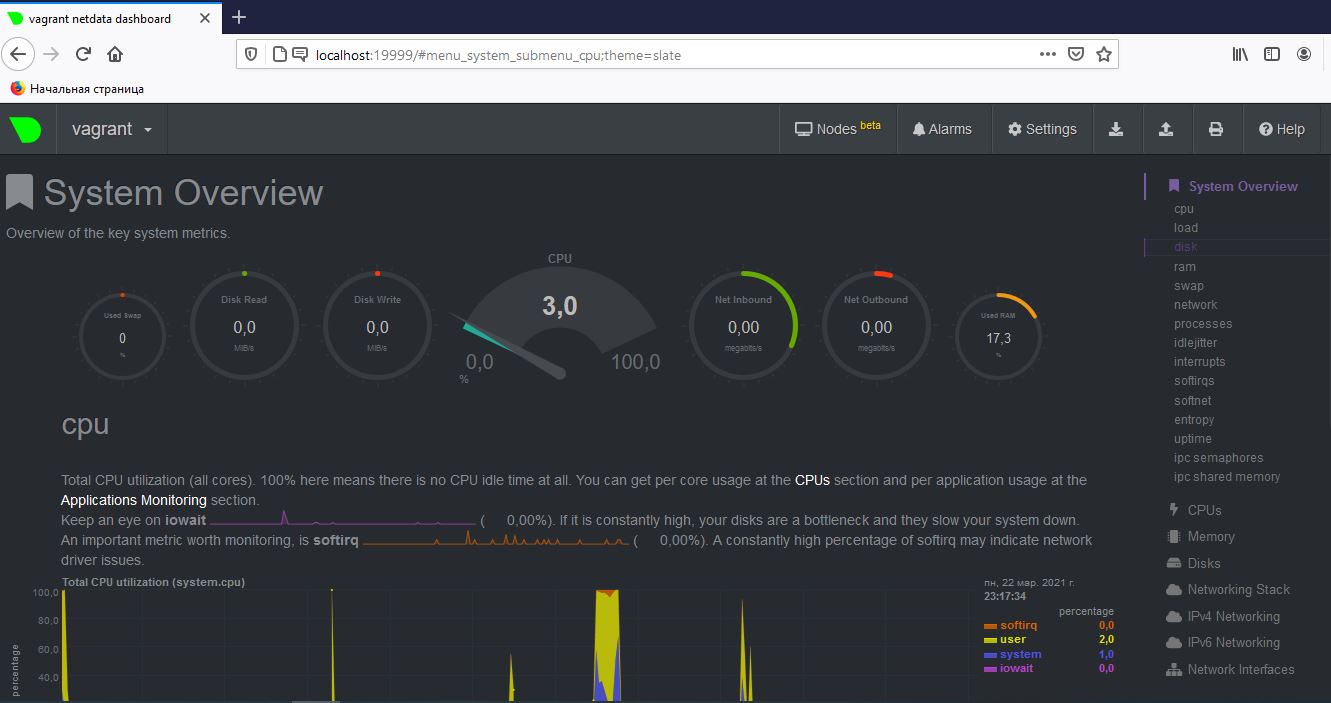 vagrant netdata dashboard
localhost:19999/#menu_system_submenu_cpu;theme=slate
Начальная страница
vagrant
Nodes beta
Alarms
Settings
Help
System Overview
Overview of the key system metrics.
Used Swap
0
%
Disk Read
0,0
MiB/s
Disk Write
0,0
MiB/s
CPU
3,0
0,0
100,0
%
Net Inbound
0,00
megabits/s
Net Outbound
0,00
megabits/s
Used RAM
17,3
%
cpu
Total CPU utilization (all cores). 100% here means there is no CPU idle time at all. You can get per core usage at the CPUs section and per application usage at the
Applications Monitoring section.
Keep an eye on iowait ( 0,00%). If it is constantly high, your disks are a bottleneck and they slow your system down.
An important metric worth monitoring, is softirq ( 0,00%). A constantly high percentage of softirq may indicate network
driver issues.
Total CPU utilization (system.cpu)
100,0
80,0
60,0
40,0
percentage
пн, 22 мар. 2021 г.
23:17:34
percentage
softirq 0,0
user 2,0
system 1,0
iowait 0,0
System Overview
cpu
load
disk
ram
swap
network
processes
idlejitter
interrupts
softirqs
softnet
entropy
uptime
ipc semaphores
ipc shared memory
CPUs
Memory
Disks
Networking Stack
IPv4 Networking
IPv6 Networking
Network Interfaces